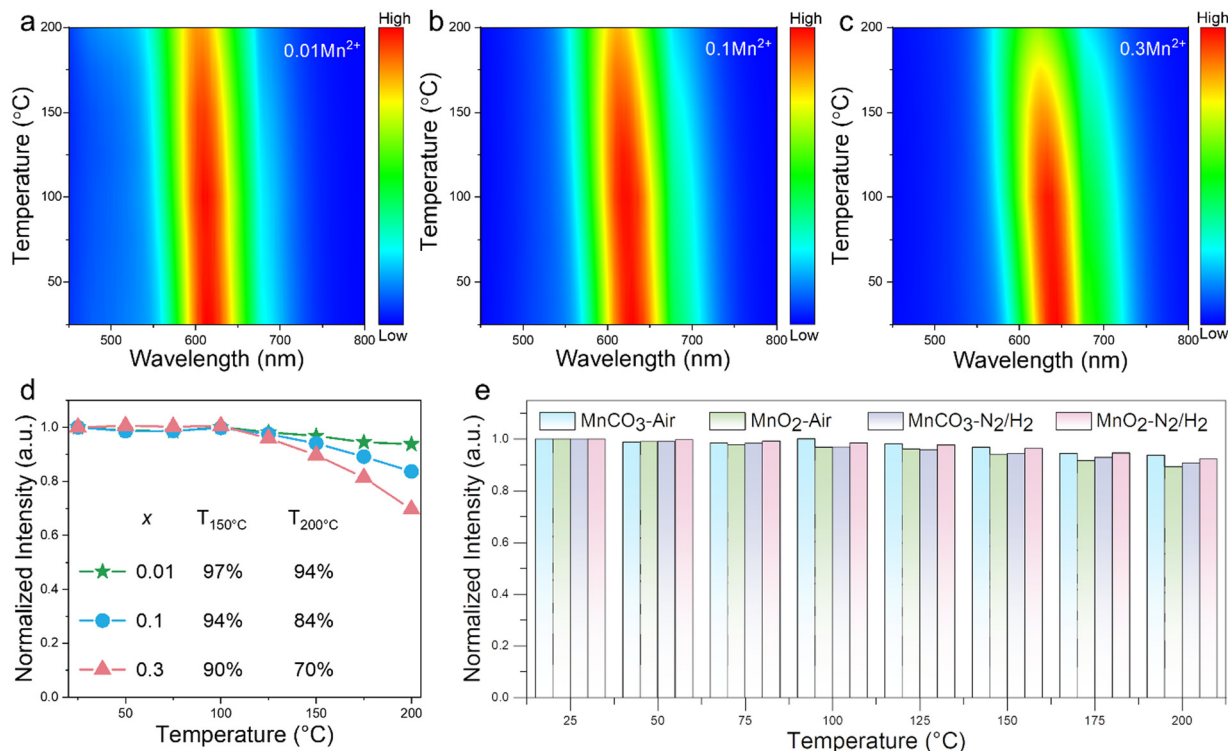 a
High
0.01Mn²⁺
200
150
100
50
Temperature (°C)
500
600
700
800
Low
Wavelength (nm)
b
High
0.1Mn²⁺
200
150
100
50
Temperature (°C)
500
600
700
800
Low
Wavelength (nm)
c
High
0.3Mn²⁺
200
150
100
50
Temperature (°C)
500
600
700
800
Low
Wavelength (nm)
d
Normalized Intensity (a.u.)
1.0
0.8
0.6
0.4
0.2
0.0
x T150°C T200°C
0.01 97% 94%
0.1 94% 84%
0.3 90% 70%
50 100 150 200
Temperature (°C)
e
Normalized Intensity (a.u.)
MnCO₃-Air MnO₂-Air MnCO₃-N₂/H₂ MnO₂-N₂/H₂
1.0
0.8
0.6
0.4
0.2
0.0
25 50 75 100 125 150 175 200
Temperature (°C)